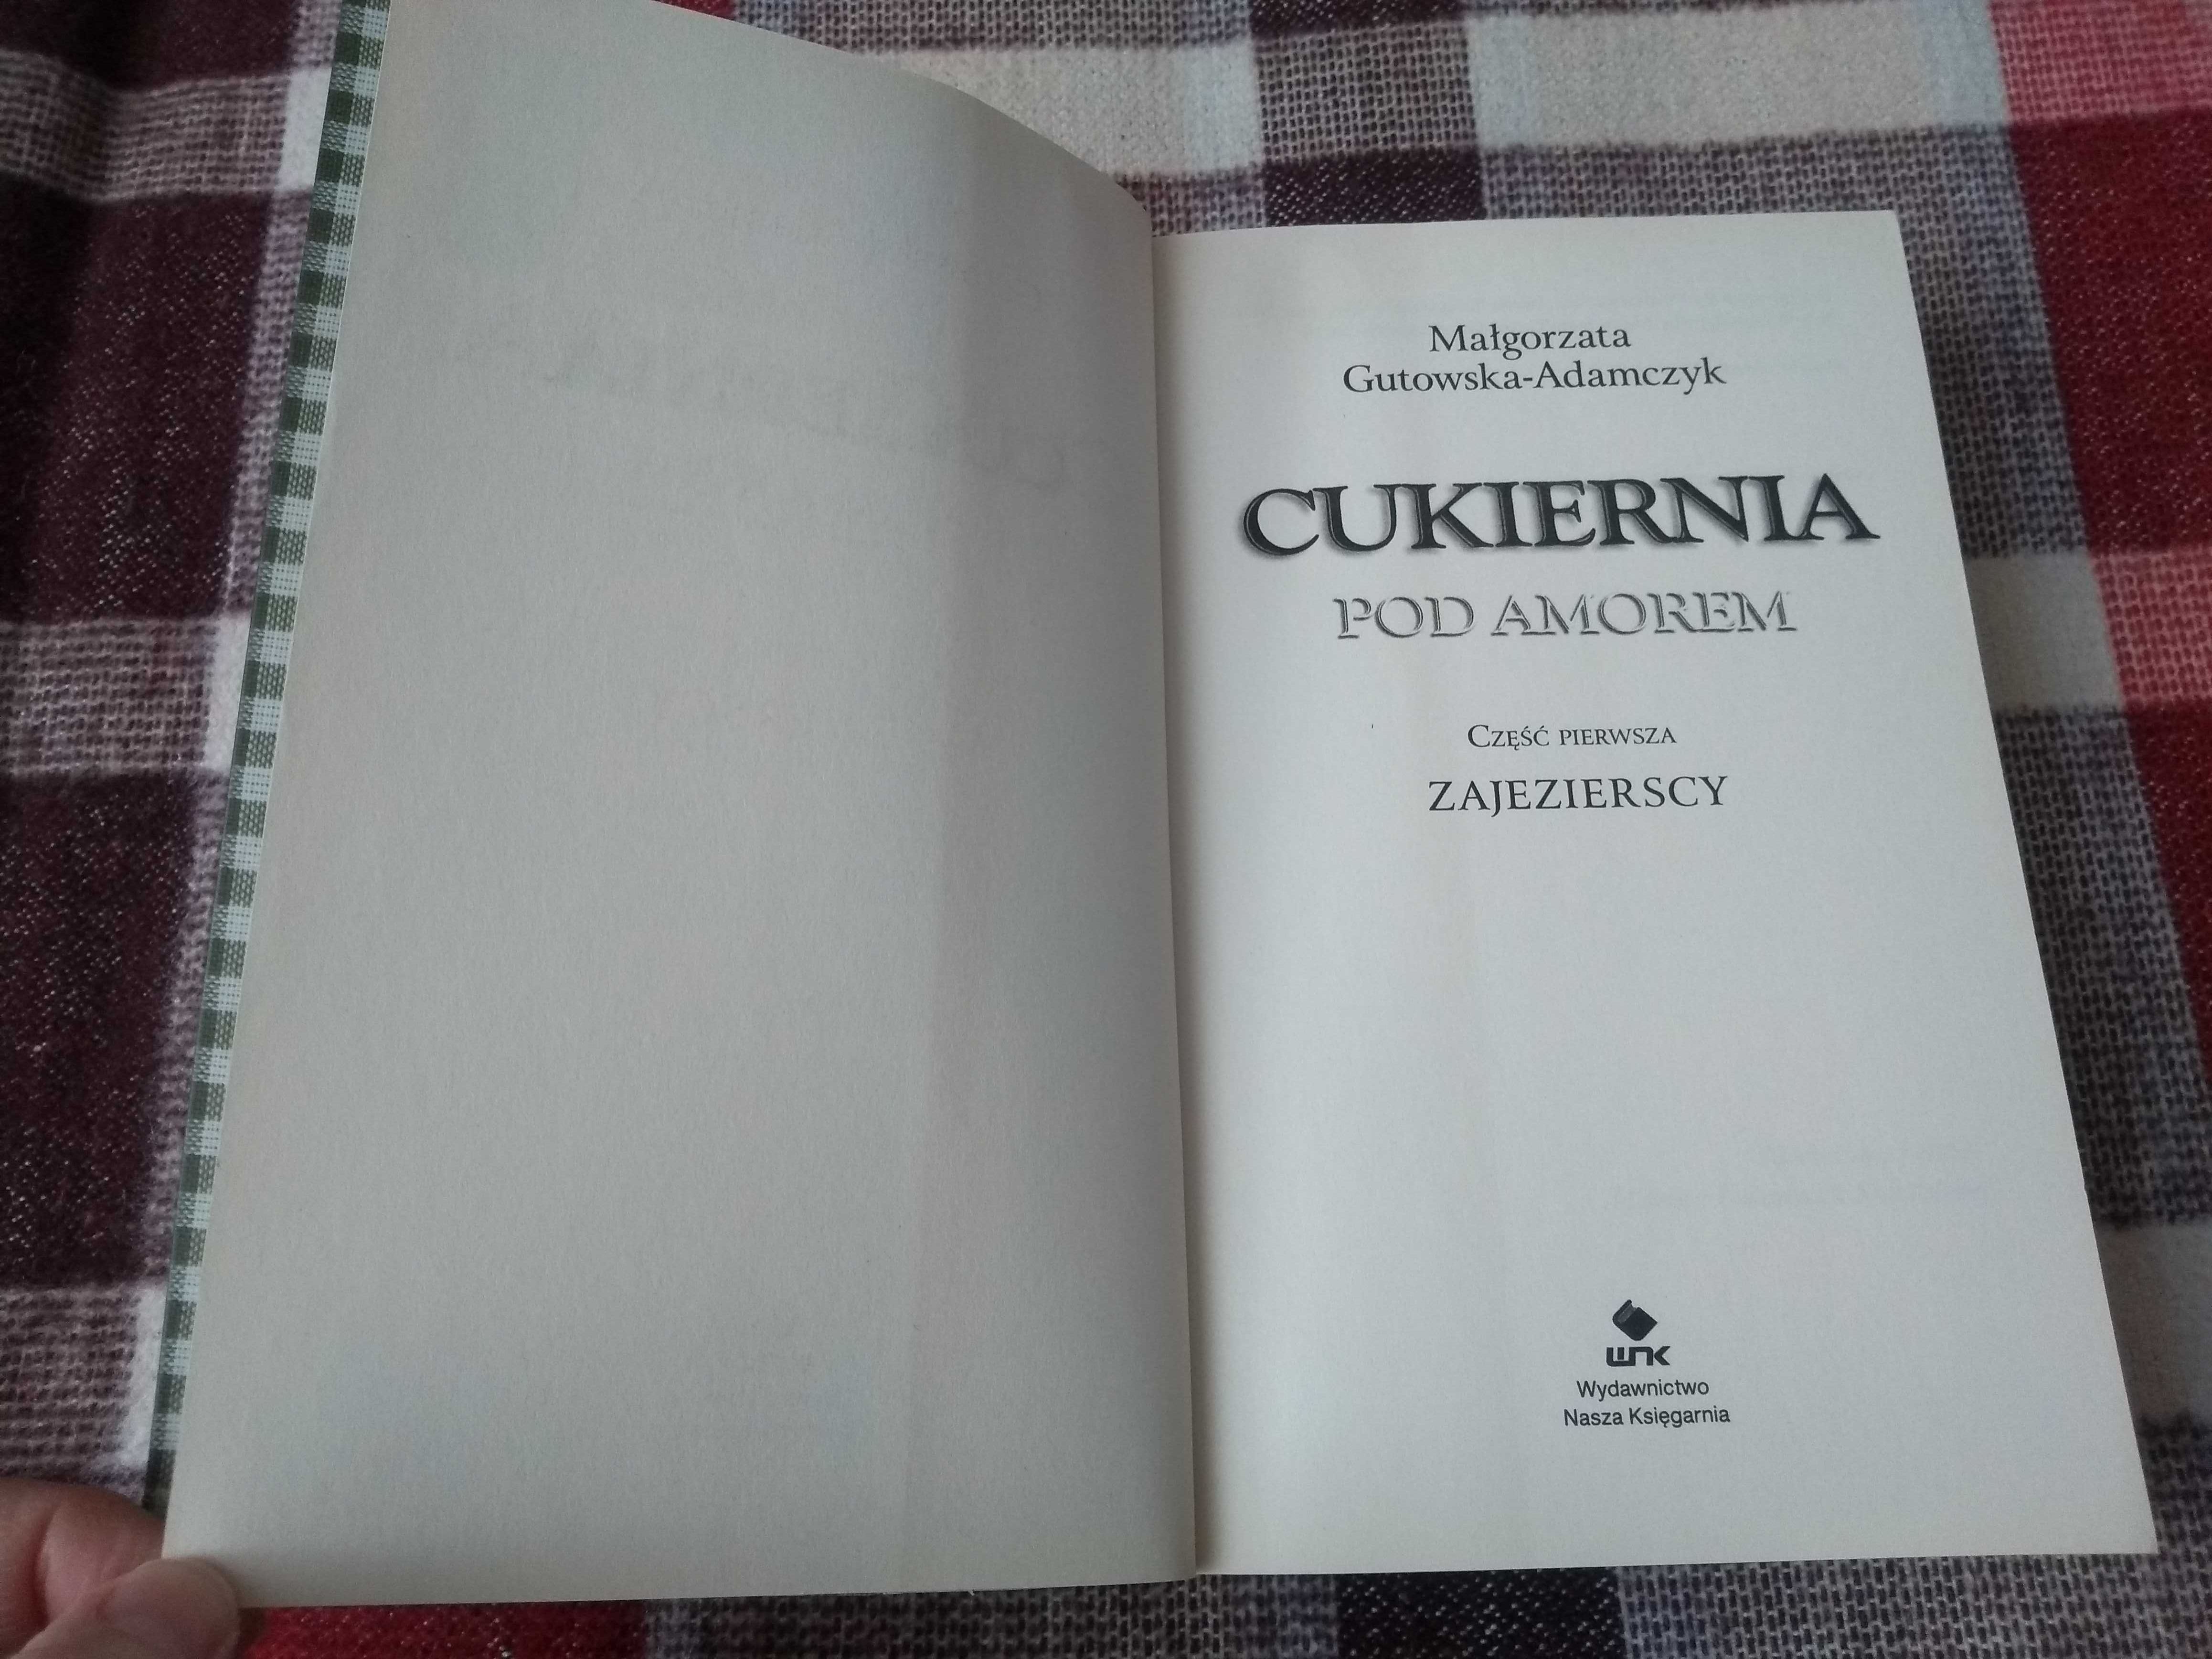 Małgorzata
Gutowska-Adamczyk
CUKIERNIA
POD AMOREM
CZĘŚĆ PIERWSZA
ZAJEZIERSCY
WNK
Wydawnictwo
Nasza Księgarnia